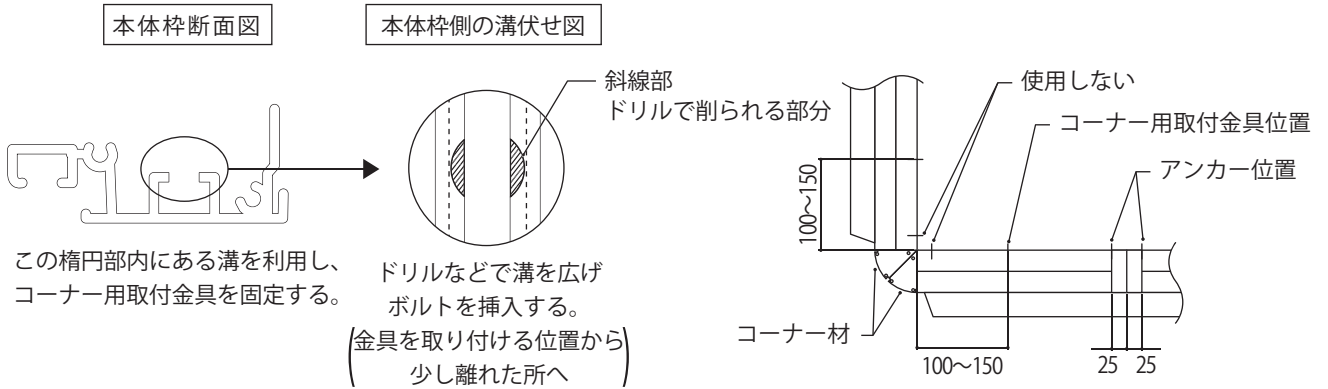 本体枠断面図
この楕円部内にある溝を利用し、
コーナー用取付金具を固定する。
本体枠側の溝伏せ図
斜線部
ドリルで削られる部分
ドリルなどで溝を広げ
ボルトを挿入する。
(金具を取り付ける位置から
少し離れた所へ)
使用しない
コーナー用取付金具位置
アンカー位置
100～150
コーナー材
100～150
25 25